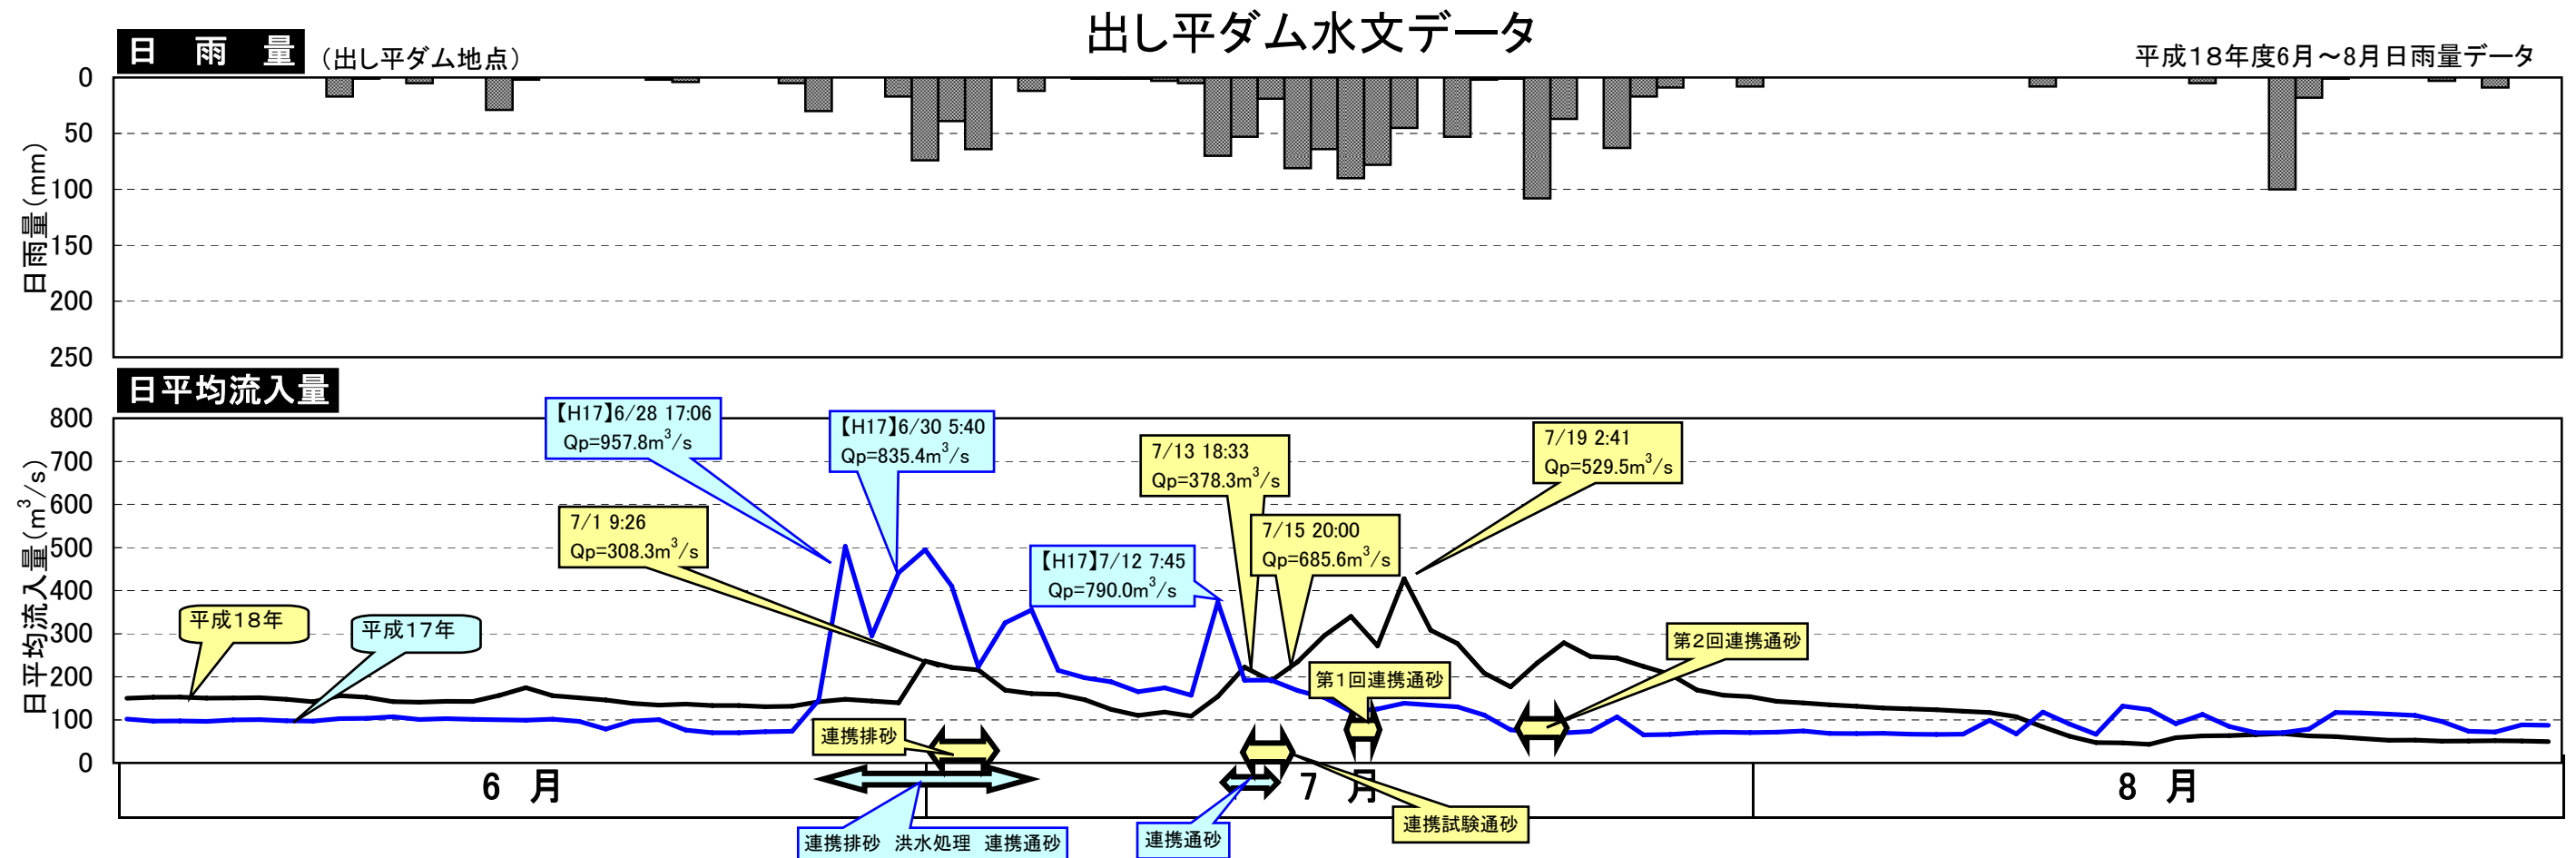 出し平ダム水文データ
日 雨 量
（出し平ダム地点）
平成１８年度6月～8月日雨量データ
日雨量(mm)
0
50
100
150
200
250
日平均流入量
日平均流入量(m³/s)
800
700
600
500
400
300
200
100
0
【H17】6/28 17:06
Qp=957.8m³/s
【H17】6/30 5:40
Qp=835.4m³/s
7/13 18:33
Qp=378.3m³/s
7/19 2:41
Qp=529.5m³/s
7/1 9:26
Qp=308.3m³/s
7/15 20:00
Qp=685.6m³/s
【H17】7/12 7:45
Qp=790.0m³/s
平成１８年
平成１７年
第２回連携通砂
第１回連携通砂
連携排砂
6 月
7 月
8 月
連携試験通砂
連携排砂 洪水処理 連携通砂
連携通砂